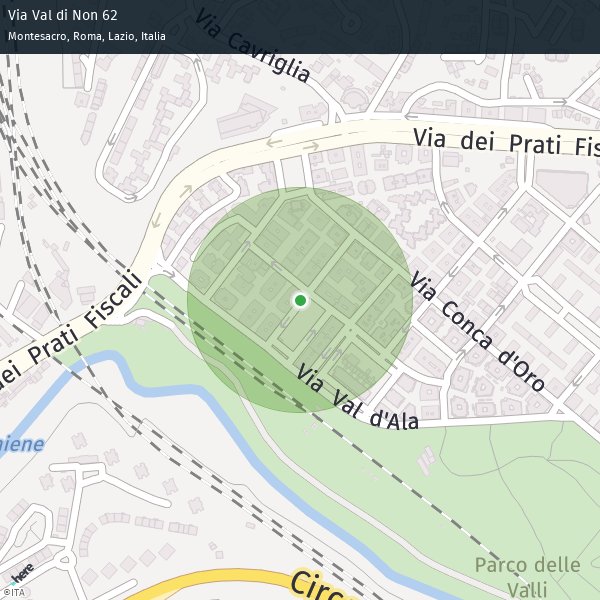 Via Val di Non 62
Montesacro, Roma, Lazio, Italia
Via Cavriglia
Via dei Prati Fis
dei Prati Fiscali
Via Conca d'Oro
Via Val d'Ala
niene
Parco delle
Valli
Circ
here
©ITA